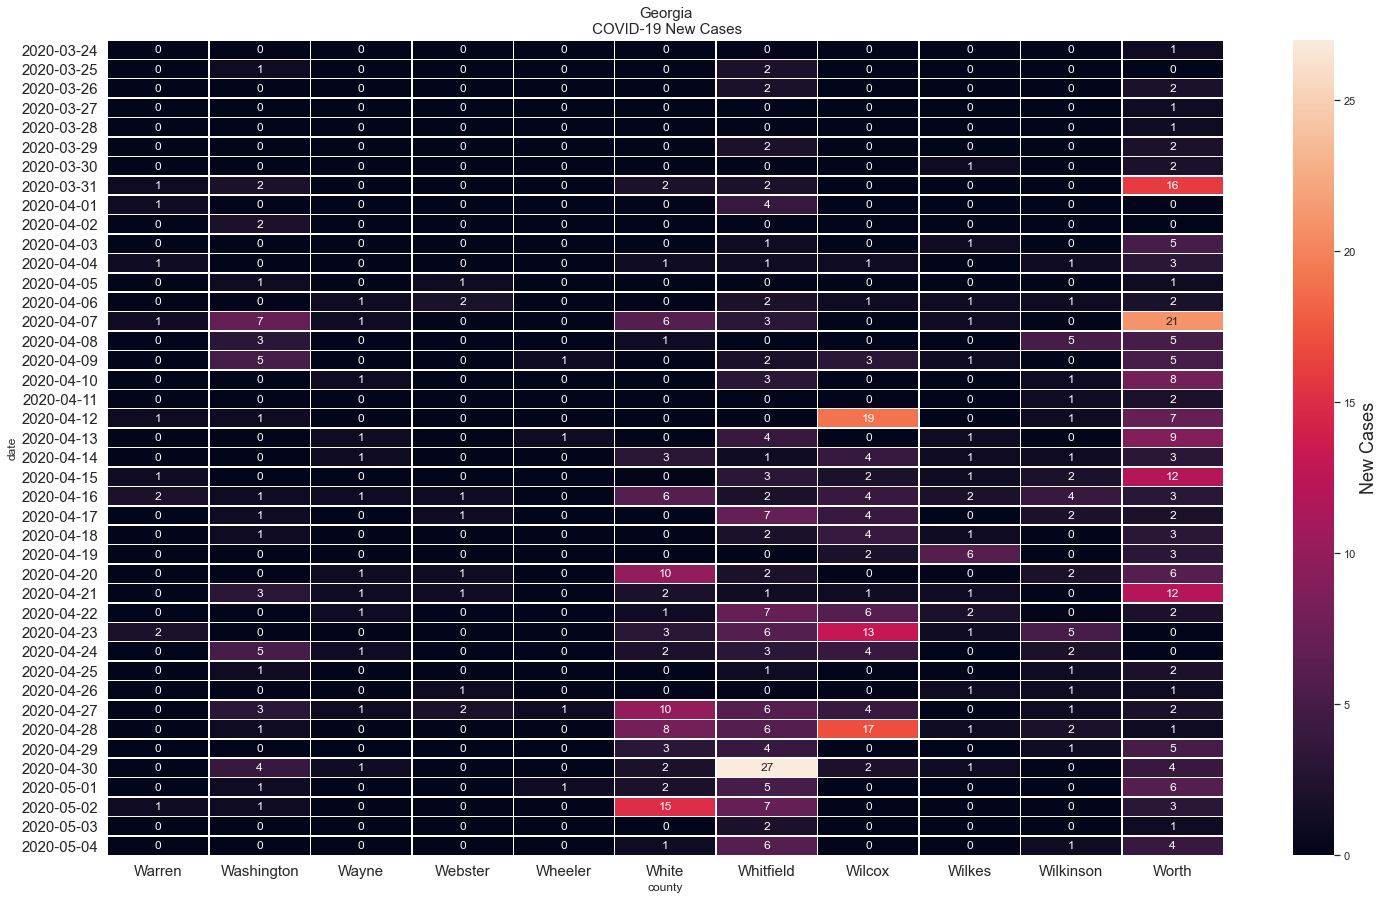 Georgia
COVID-19 New Cases
2020-03-24 0 0 0 0 0 0 0 0 0 0 1
2020-03-25 0 1 0 0 0 0 2 0 0 0 0
2020-03-26 0 0 0 0 0 0 2 0 0 0 2
2020-03-27 0 0 0 0 0 0 0 0 0 0 1
2020-03-28 0 0 0 0 0 0 0 0 0 0 1
2020-03-29 0 0 0 0 0 0 2 0 0 0 2
2020-03-30 0 0 0 0 0 0 0 0 1 0 2
2020-03-31 1 2 0 0 0 2 2 0 0 0 16
2020-04-01 1 0 0 0 0 0 4 0 0 0 0
2020-04-02 0 2 0 0 0 0 0 0 0 0 0
2020-04-03 0 0 0 0 0 0 1 0 1 0 5
2020-04-04 1 0 0 0 0 1 1 1 0 1 3
2020-04-05 0 1 0 1 0 0 0 0 0 0 1
2020-04-06 0 0 1 2 0 0 2 1 1 1 2
2020-04-07 1 7 1 0 0 6 3 0 1 0 21
2020-04-08 0 3 0 0 0 1 0 0 0 5 5
2020-04-09 0 5 0 0 1 0 2 3 1 0 5
2020-04-10 0 0 1 0 0 0 3 0 0 1 8
2020-04-11 0 0 0 0 0 0 0 0 0 1 2
2020-04-12 1 1 0 0 0 0 0 19 0 1 7
2020-04-13 0 0 1 0 1 0 4 0 1 0 9
2020-04-14 0 0 1 0 0 3 1 4 1 1 3
2020-04-15 1 0 0 0 0 0 3 2 1 2 12
2020-04-16 2 1 1 1 0 6 2 4 2 4 3
2020-04-17 0 1 0 1 0 0 7 4 0 2 2
2020-04-18 0 1 0 0 0 0 2 4 1 0 3
2020-04-19 0 0 0 0 0 0 0 2 6 0 3
2020-04-20 0 0 1 1 0 10 2 0 0 2 6
2020-04-21 0 3 1 1 0 2 1 1 1 0 12
2020-04-22 0 0 1 0 0 1 7 6 2 0 2
2020-04-23 2 0 0 0 0 3 6 13 1 5 0
2020-04-24 0 5 1 0 0 2 3 4 0 2 0
2020-04-25 0 1 0 0 0 0 1 0 0 1 2
2020-04-26 0 0 0 1 0 0 0 0 1 1 1
2020-04-27 0 3 1 2 1 10 6 4 0 1 2
2020-04-28 0 1 0 0 0 8 6 17 1 2 1
2020-04-29 0 0 0 0 0 3 4 0 0 1 5
2020-04-30 0 4 1 0 0 2 27 2 1 0 4
2020-05-01 0 1 0 0 1 2 5 0 0 0 6
2020-05-02 1 1 0 0 0 15 7 0 0 0 3
2020-05-03 0 0 0 0 0 0 2 0 0 0 1
2020-05-04 0 0 0 0 0 1 6 0 0 1 4
Warren Washington Wayne Webster Wheeler White Whitfield Wilcox Wilkes Wilkinson Worth
county
date
25
20
15
10
5
0
New Cases